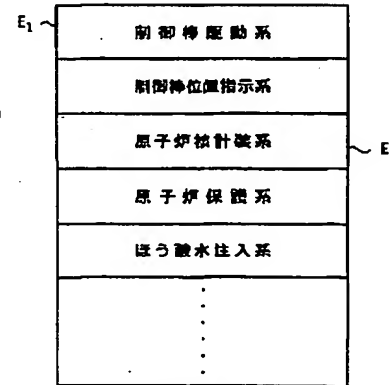 E1
制御棒駆動系
制御棒位置指示系
原子炉核計装系
E
原子炉保護系
ほう酸水注入系